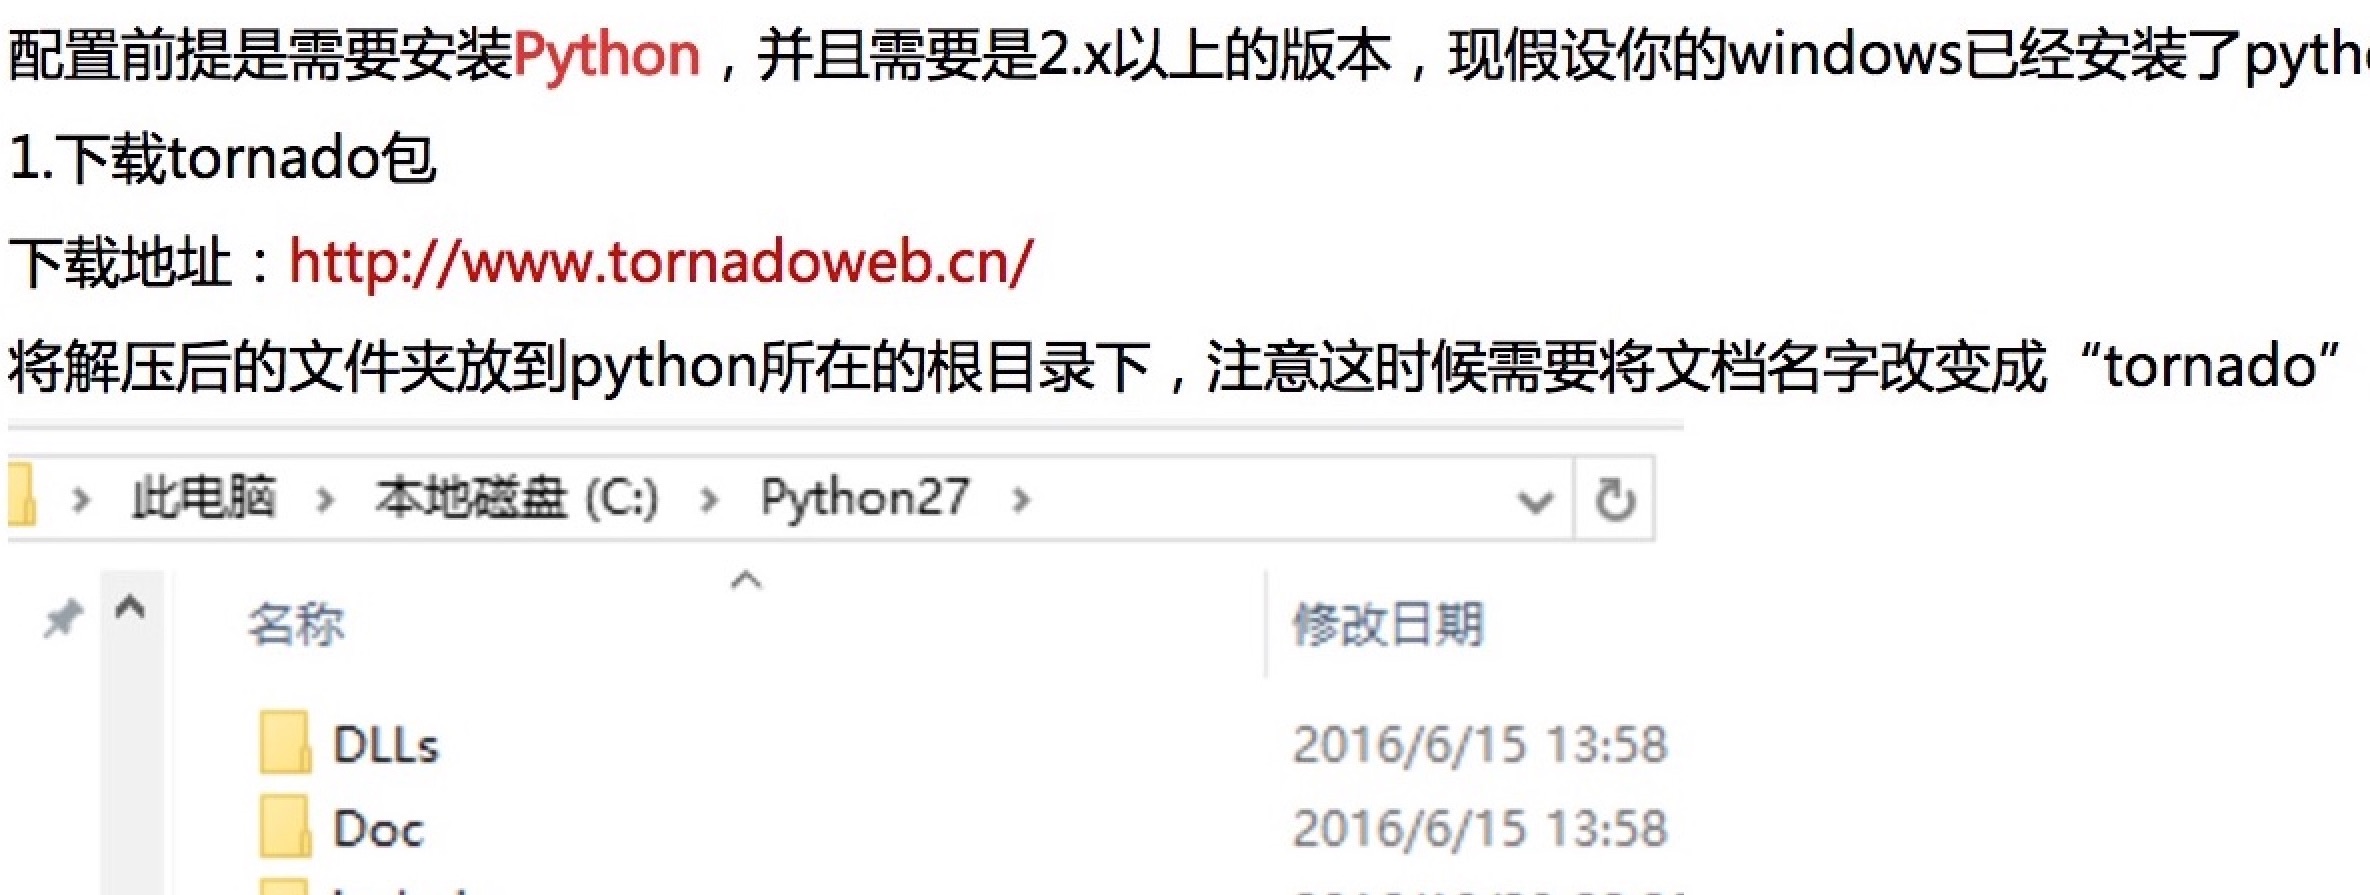 配置前提是需要安装Python，并且需要是2.x以上的版本，现假设你的windows已经安装了pyth
1.下载tornado包
下载地址：http://www.tornadoweb.cn/
将解压后的文件夹放到python所在的根目录下，注意这时候需要将文档名字改变成“tornado”
此电脑 本地磁盘 (C:) Python27
名称 修改日期
DLLs 2016/6/15 13:58
Doc 2016/6/15 13:58